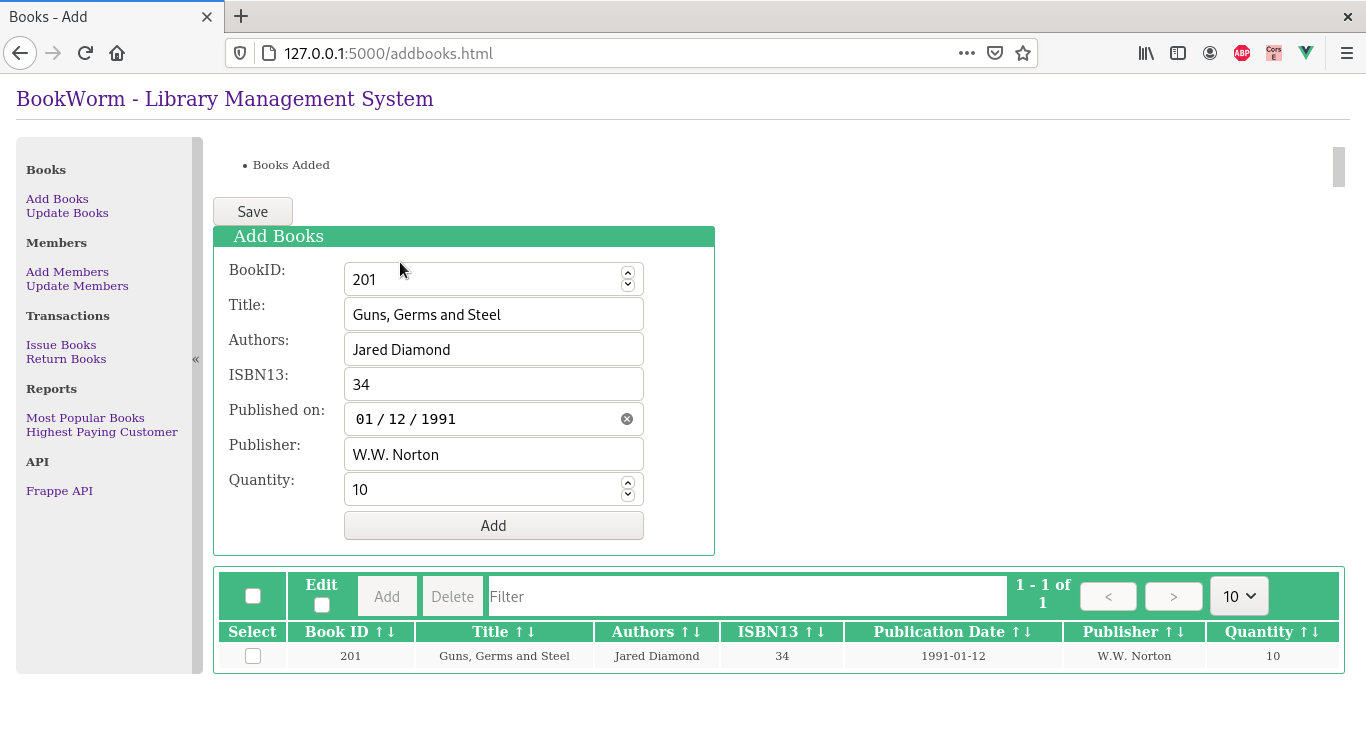 Books - Add
127.0.0.1:5000/addbooks.html
ABP
Cors
E
BookWorm - Library Management System
Books
Add Books
Update Books
Members
Add Members
Update Members
Transactions
Issue Books
Return Books
«
Reports
Most Popular Books
Highest Paying Customer
API
Frappe API
• Books Added
Save
Add Books
BookID: 201
Title: Guns, Germs and Steel
Authors: Jared Diamond
ISBN13: 34
Published on: 01 / 12 / 1991
Publisher: W.W. Norton
Quantity: 10
Add
Edit Add Delete Filter 1 - 1 of 1 < > 10
Select Book ID ↑↓ Title ↑↓ Authors ↑↓ ISBN13 ↑↓ Publication Date ↑↓ Publisher ↑↓ Quantity ↑↓
201 Guns, Germs and Steel Jared Diamond 34 1991-01-12 W.W. Norton 10